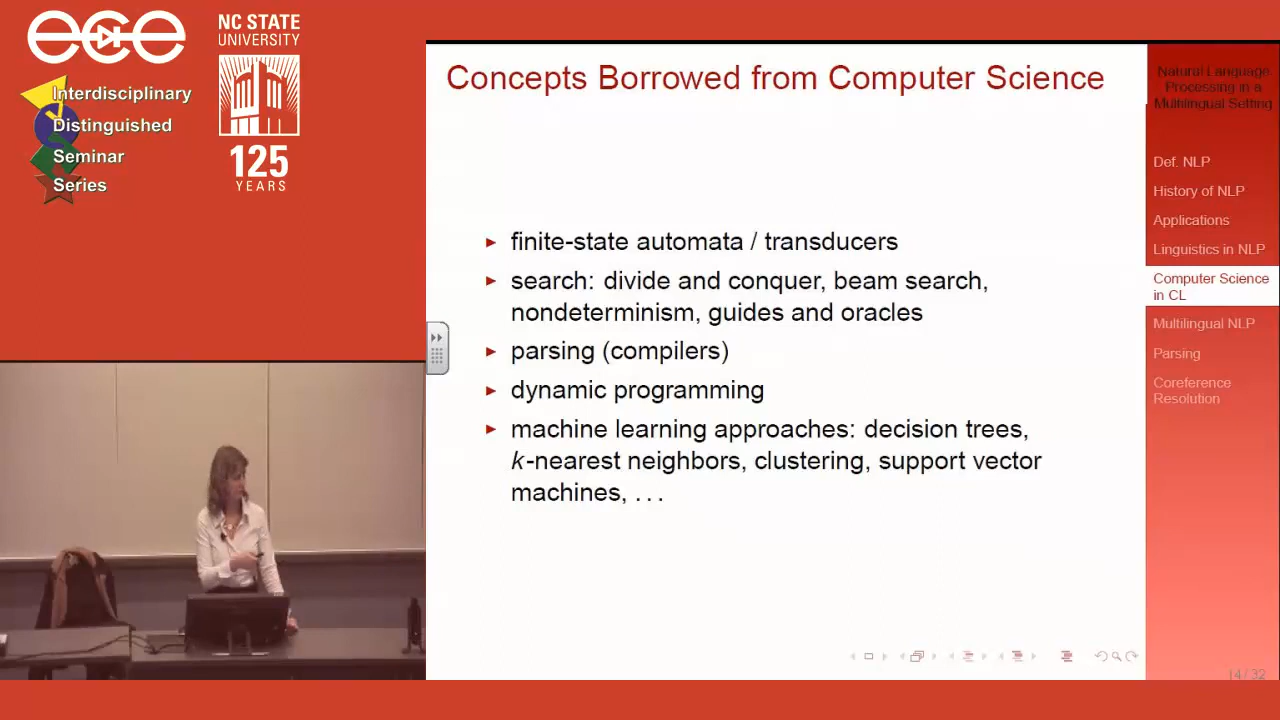 ece
Interdisciplinary
Distinguished
Seminar
Series
NC STATE
UNIVERSITY
125
YEARS
Concepts Borrowed from Computer Science
finite-state automata / transducers
search: divide and conquer, beam search,
nondeterminism, guides and oracles
parsing (compilers)
dynamic programming
machine learning approaches: decision trees,
k-nearest neighbors, clustering, support vector
machines, . . .
Natural Language
Processing in a
Multilingual Setting
Def. NLP
History of NLP
Applications
Linguistics in NLP
Computer Science
in CL
Multilingual NLP
Parsing
Coreference
Resolution
14 / 32